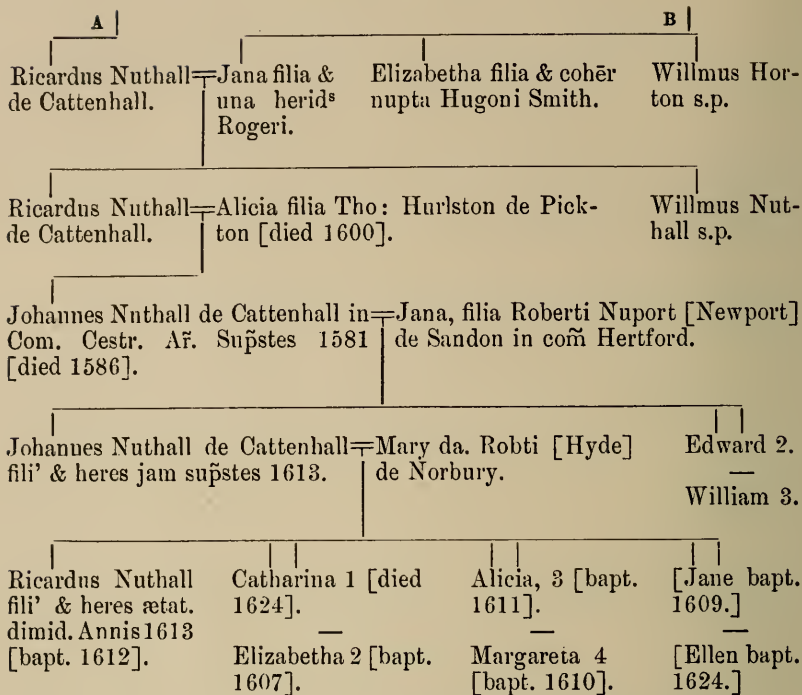 A B
Ricardus Nuthall=Jana filia & Elizabetha filia & cohēr Willmus Hor-
de Cattenhall. una heridˢ nupta Hugoni Smith. ton s.p.
Rogeri.
Ricardus Nuthall=Alicia filia Tho: Hurlston de Pick- Willmus Nut-
de Cattenhall. ton [died 1600]. hall s.p.
Johannes Nuthall de Cattenhall in=Jana, filia Roberti Nuport [Newport]
Com. Cestr. Ar̃. Sup̃stes 1581 de Sandon in com̃ Hertford.
[died 1586].
Johannes Nuthall de Cattenhall=Mary da. Robti [Hyde] Edward 2.
fili’ & heres jam sup̃stes 1613. de Norbury. —
William 3.
Ricardus Nuthall Catharina 1 [died Alicia, 3 [bapt. [Jane bapt.
fili’ & heres ætat. 1624]. 1611]. 1609.]
dimid. Annis 1613 — — —
[bapt. 1612]. Elizabetha 2 [bapt. Margareta 4 [Ellen bapt.
1607]. [bapt. 1610]. 1624.]